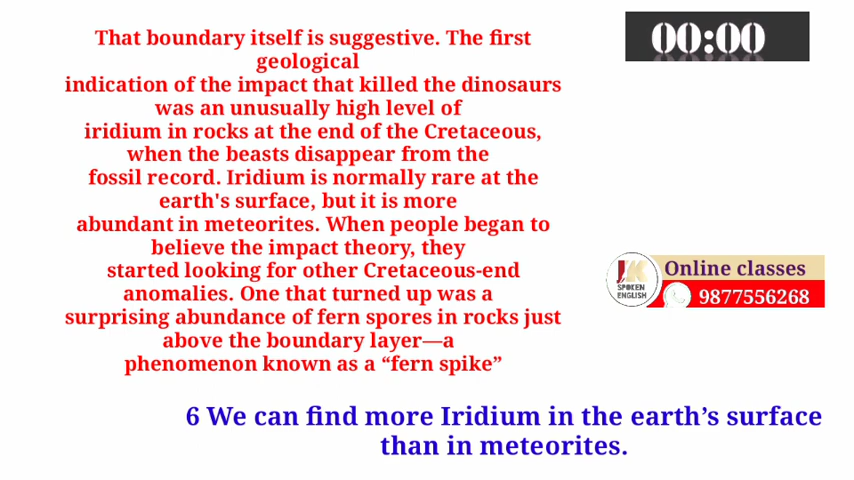 That boundary itself is suggestive. The first
geological
indication of the impact that killed the dinosaurs
was an unusually high level of
iridium in rocks at the end of the Cretaceous,
when the beasts disappear from the
fossil record. Iridium is normally rare at the
earth's surface, but it is more
abundant in meteorites. When people began to
believe the impact theory, they
started looking for other Cretaceous-end
anomalies. One that turned up was a
surprising abundance of fern spores in rocks just
above the boundary layer—a
phenomenon known as a “fern spike”
00:00
SPOKEN
ENGLISH
Online classes
9877556268
6 We can find more Iridium in the earth’s surface
than in meteorites.